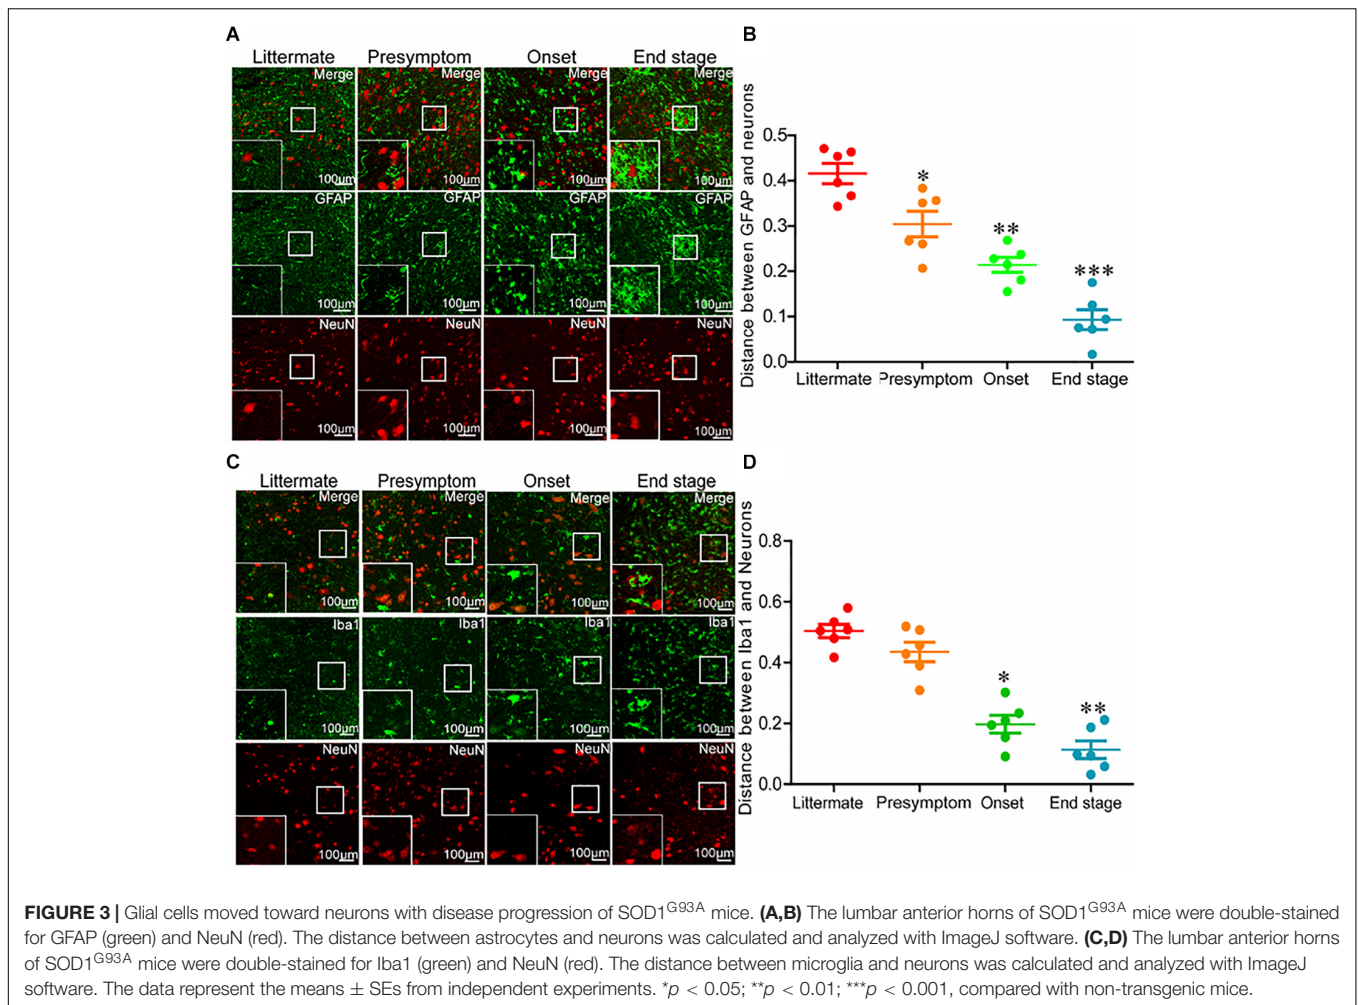 A
Littermate Presymptom Onset End stage
Merge Merge Merge Merge
100µm 100µm 100µm 100µm
GFAP GFAP GFAP GFAP
100µm 100µm 100µm 100µm
NeuN NeuN NeuN NeuN
100µm 100µm 100µm 100µm
B
Distance between GFAP and neurons
0.5
0.4
0.3
0.2
0.1
0.0
* ** ***
Littermate Presymptom Onset End stage
C
Littermate Presymptom Onset End stage
Merge Merge Merge Merge
100µm 100µm 100µm 100µm
Iba1 Iba1 Iba1 Iba1
100µm 100µm 100µm 100µm
NeuN NeuN NeuN NeuN
100µm 100µm 100µm 100µm
D
Distance between Iba1 and Neurons
0.8
0.6
0.4
0.2
0.0
* **
Littermate Presymptom Onset End stage
FIGURE 3 | Glial cells moved toward neurons with disease progression of SOD1G93A mice. (A,B) The lumbar anterior horns of SOD1G93A mice were double-stained
for GFAP (green) and NeuN (red). The distance between astrocytes and neurons was calculated and analyzed with ImageJ software. (C,D) The lumbar anterior horns
of SOD1G93A mice were double-stained for Iba1 (green) and NeuN (red). The distance between microglia and neurons was calculated and analyzed with ImageJ
software. The data represent the means ± SEs from independent experiments. *p < 0.05; **p < 0.01; ***p < 0.001, compared with non-transgenic mice.